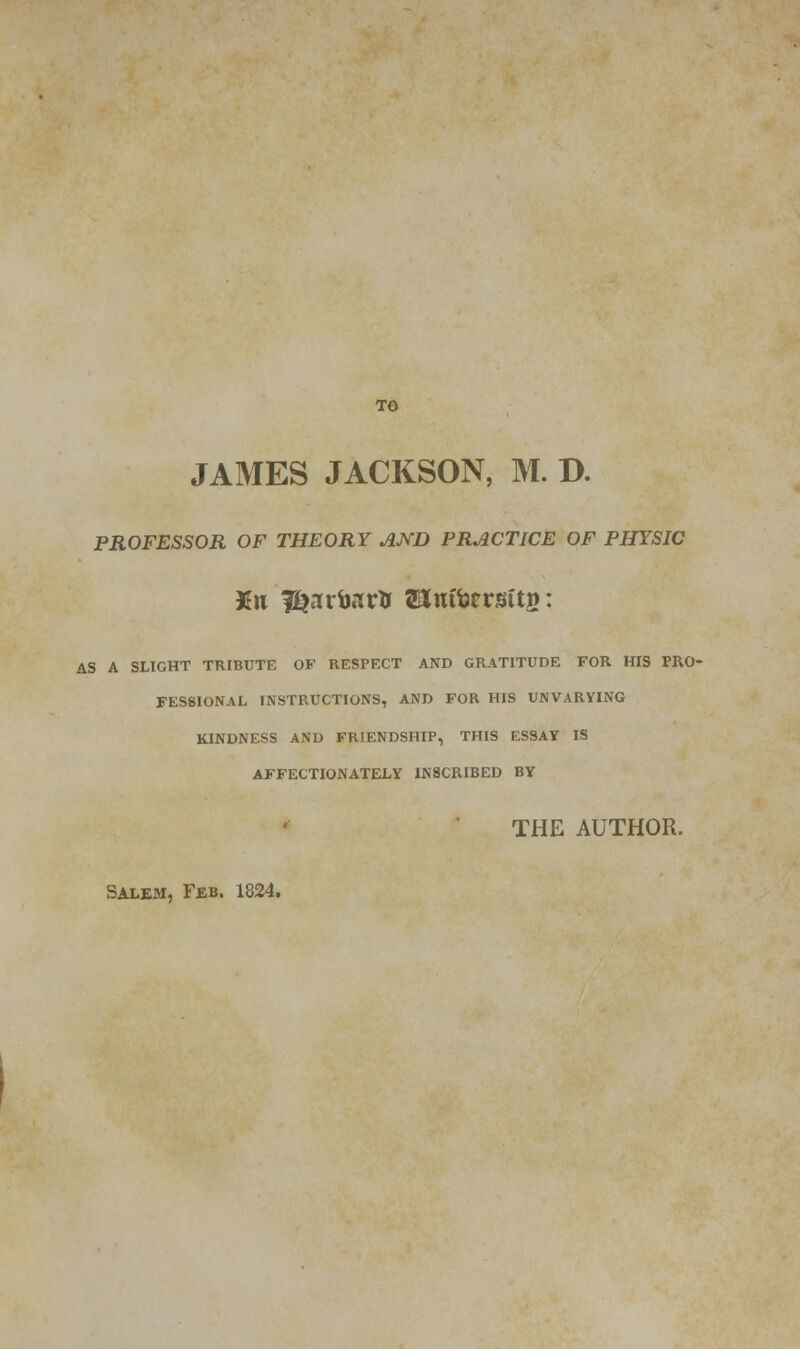 TO
JAMES JACKSON, M. D.
PROFESSOR OF THEORY AND PRACTICE OF PHYSIC
In Harvard University:
AS A SLIGHT TRIBUTE OF RESPECT AND GRATITUDE FOR HIS PRO-
FESSIONAL INSTRUCTIONS, AND FOR HIS UNVARYING
KINDNESS AND FRIENDSHIP, THIS ESSAY IS
AFFECTIONATELY INSCRIBED BY
THE AUTHOR.
SALEM, FEB. 1824.